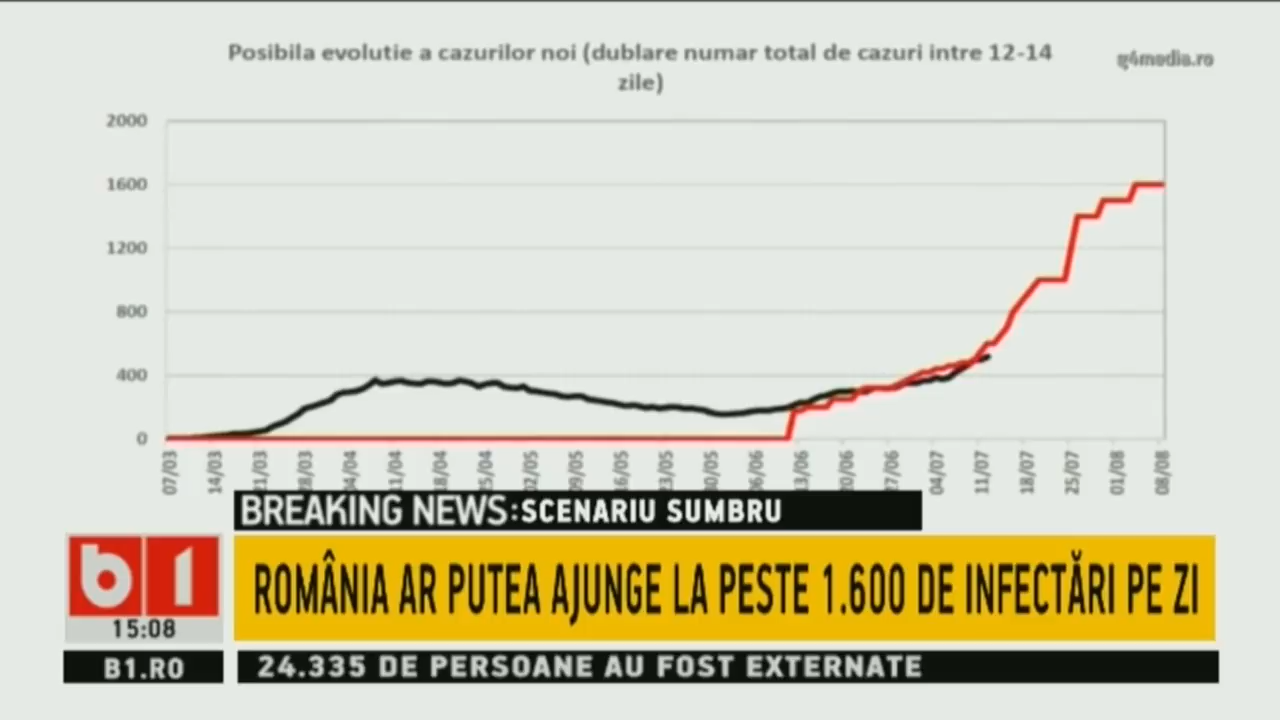 Posibila evolutie a cazurilor noi (dublare numar total de cazuri intre 12-14
zile)
g4media.ro
2000
1600
1200
800
400
0
07/03 14/03 21/03 28/03 04/04 11/04 18/04 25/04 02/05 09/05 16/05 23/05 30/05 06/06 13/06 20/06 27/06 04/07 11/07 18/07 25/07 01/08 08/08
BREAKING NEWS:SCENARIU SUMBRU
b1
ROMÂNIA AR PUTEA AJUNGE LA PESTE 1.600 DE INFECTĂRI PE ZI
15:08
B1.RO
24.335 DE PERSOANE AU FOST EXTERNATE